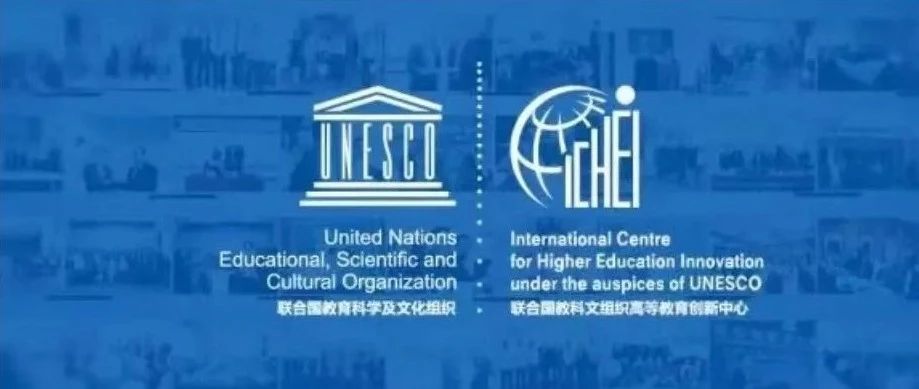 UNESCO
United Nations
Educational, Scientific and
Cultural Organization
联合国教育科学及文化组织
ICHEI
International Centre
for Higher Education Innovation
under the auspices of UNESCO
联合国教科文组织高等教育创新中心